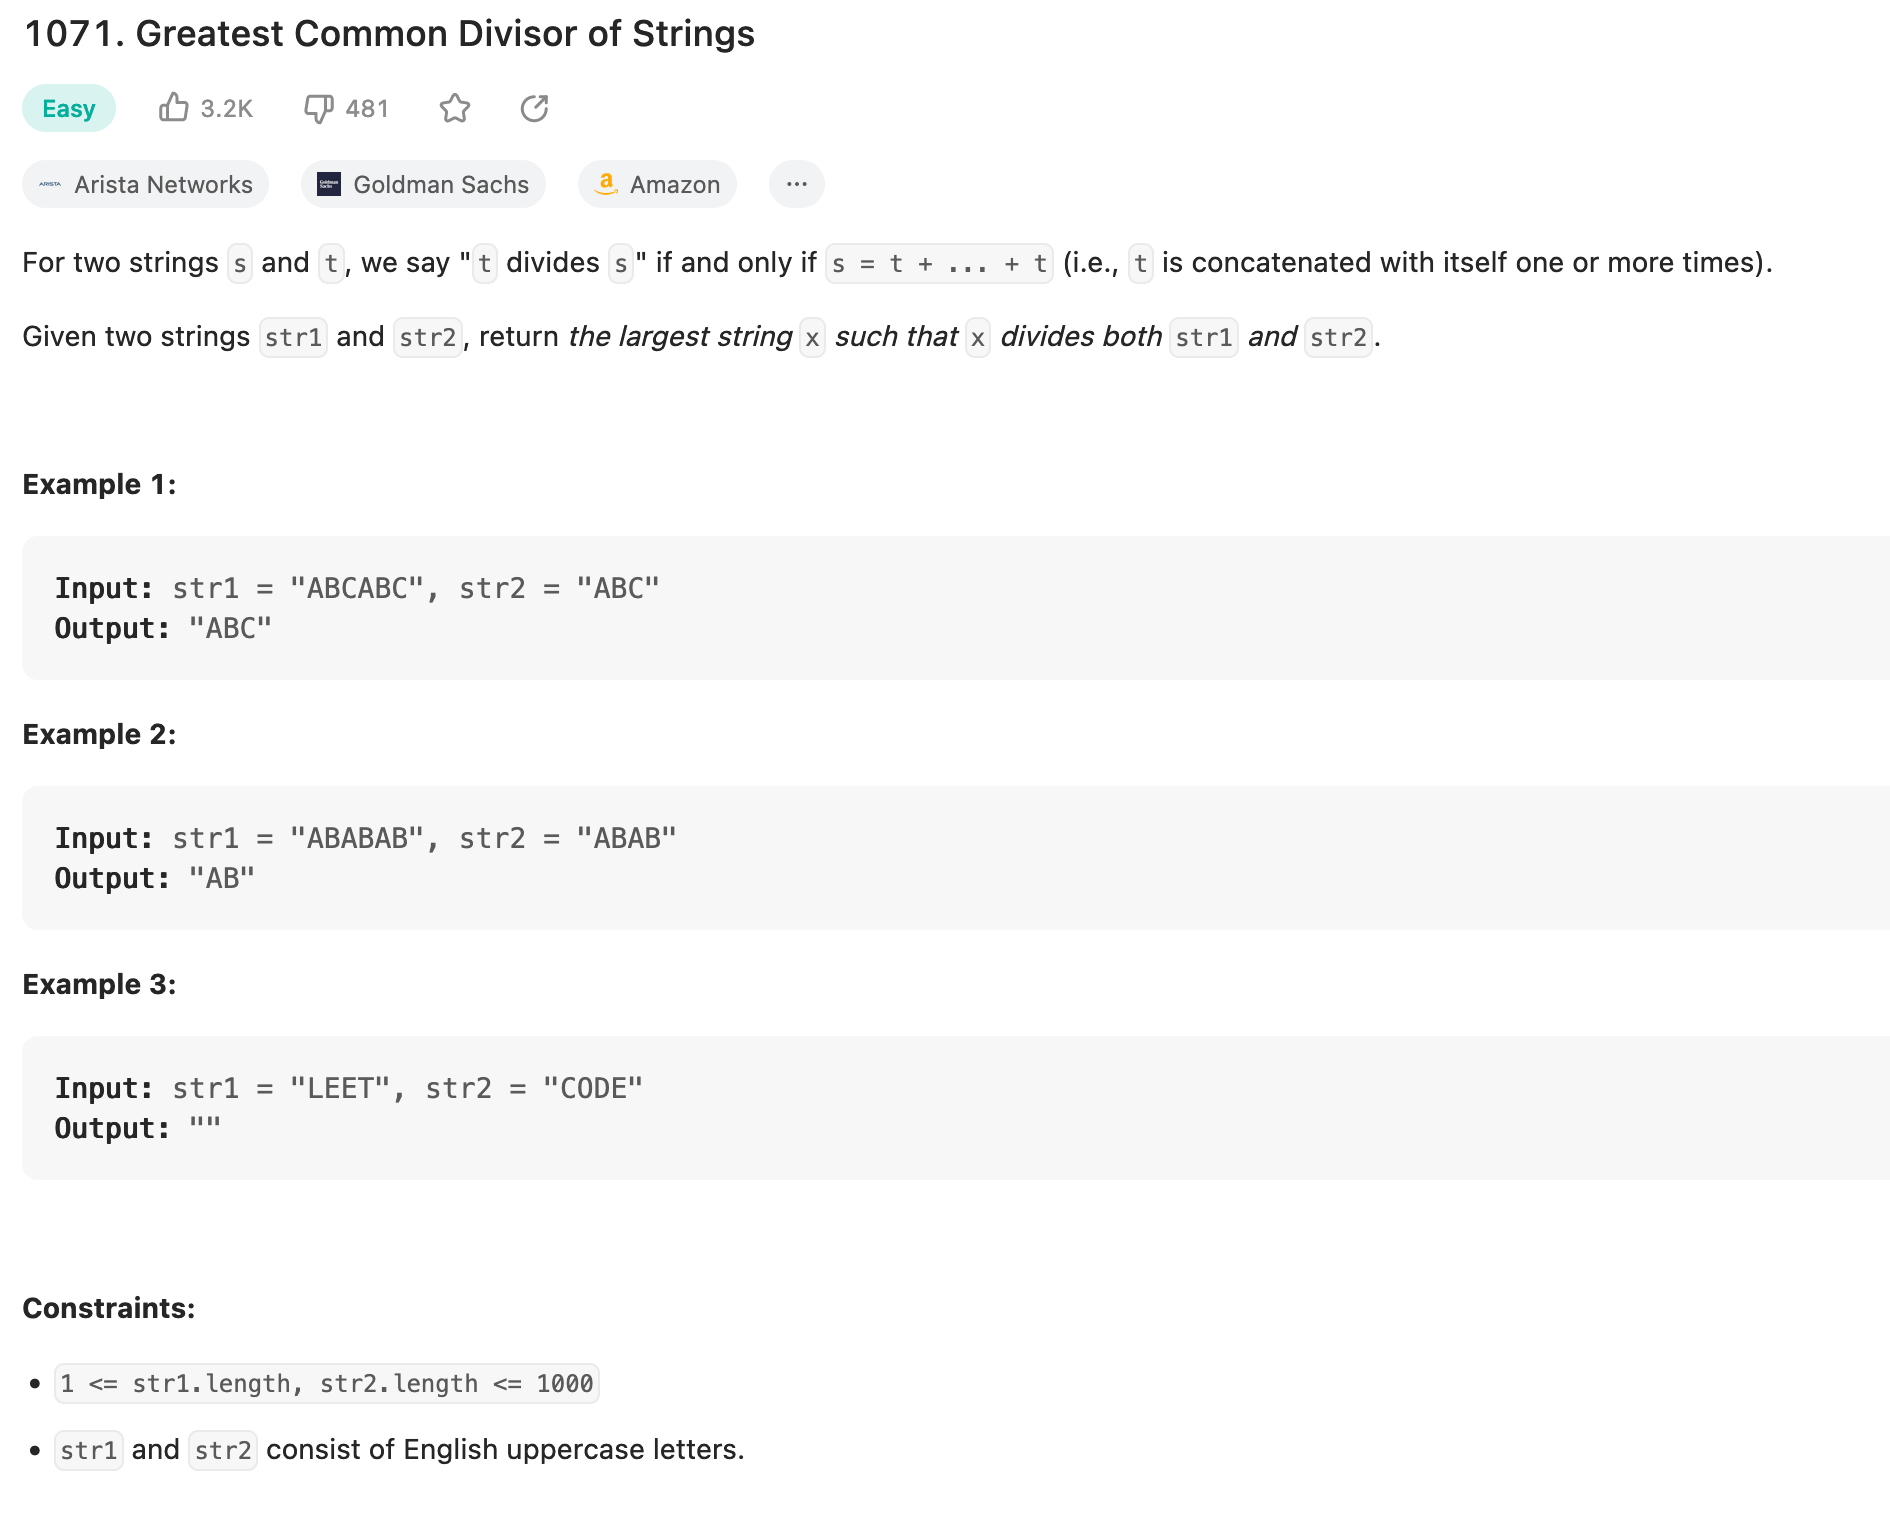 1071. Greatest Common Divisor of Strings
Easy 3.2K 481
ARISTA Arista Networks Goldman Sachs Goldman Sachs a Amazon ...
For two strings s and t, we say "t divides s" if and only if s = t + ... + t (i.e., t is concatenated with itself one or more times).
Given two strings str1 and str2, return the largest string x such that x divides both str1 and str2.
Example 1:
Input: str1 = "ABCABC", str2 = "ABC"
Output: "ABC"
Example 2:
Input: str1 = "ABABAB", str2 = "ABAB"
Output: "AB"
Example 3:
Input: str1 = "LEET", str2 = "CODE"
Output: ""
Constraints:
• 1 <= str1.length, str2.length <= 1000
• str1 and str2 consist of English uppercase letters.